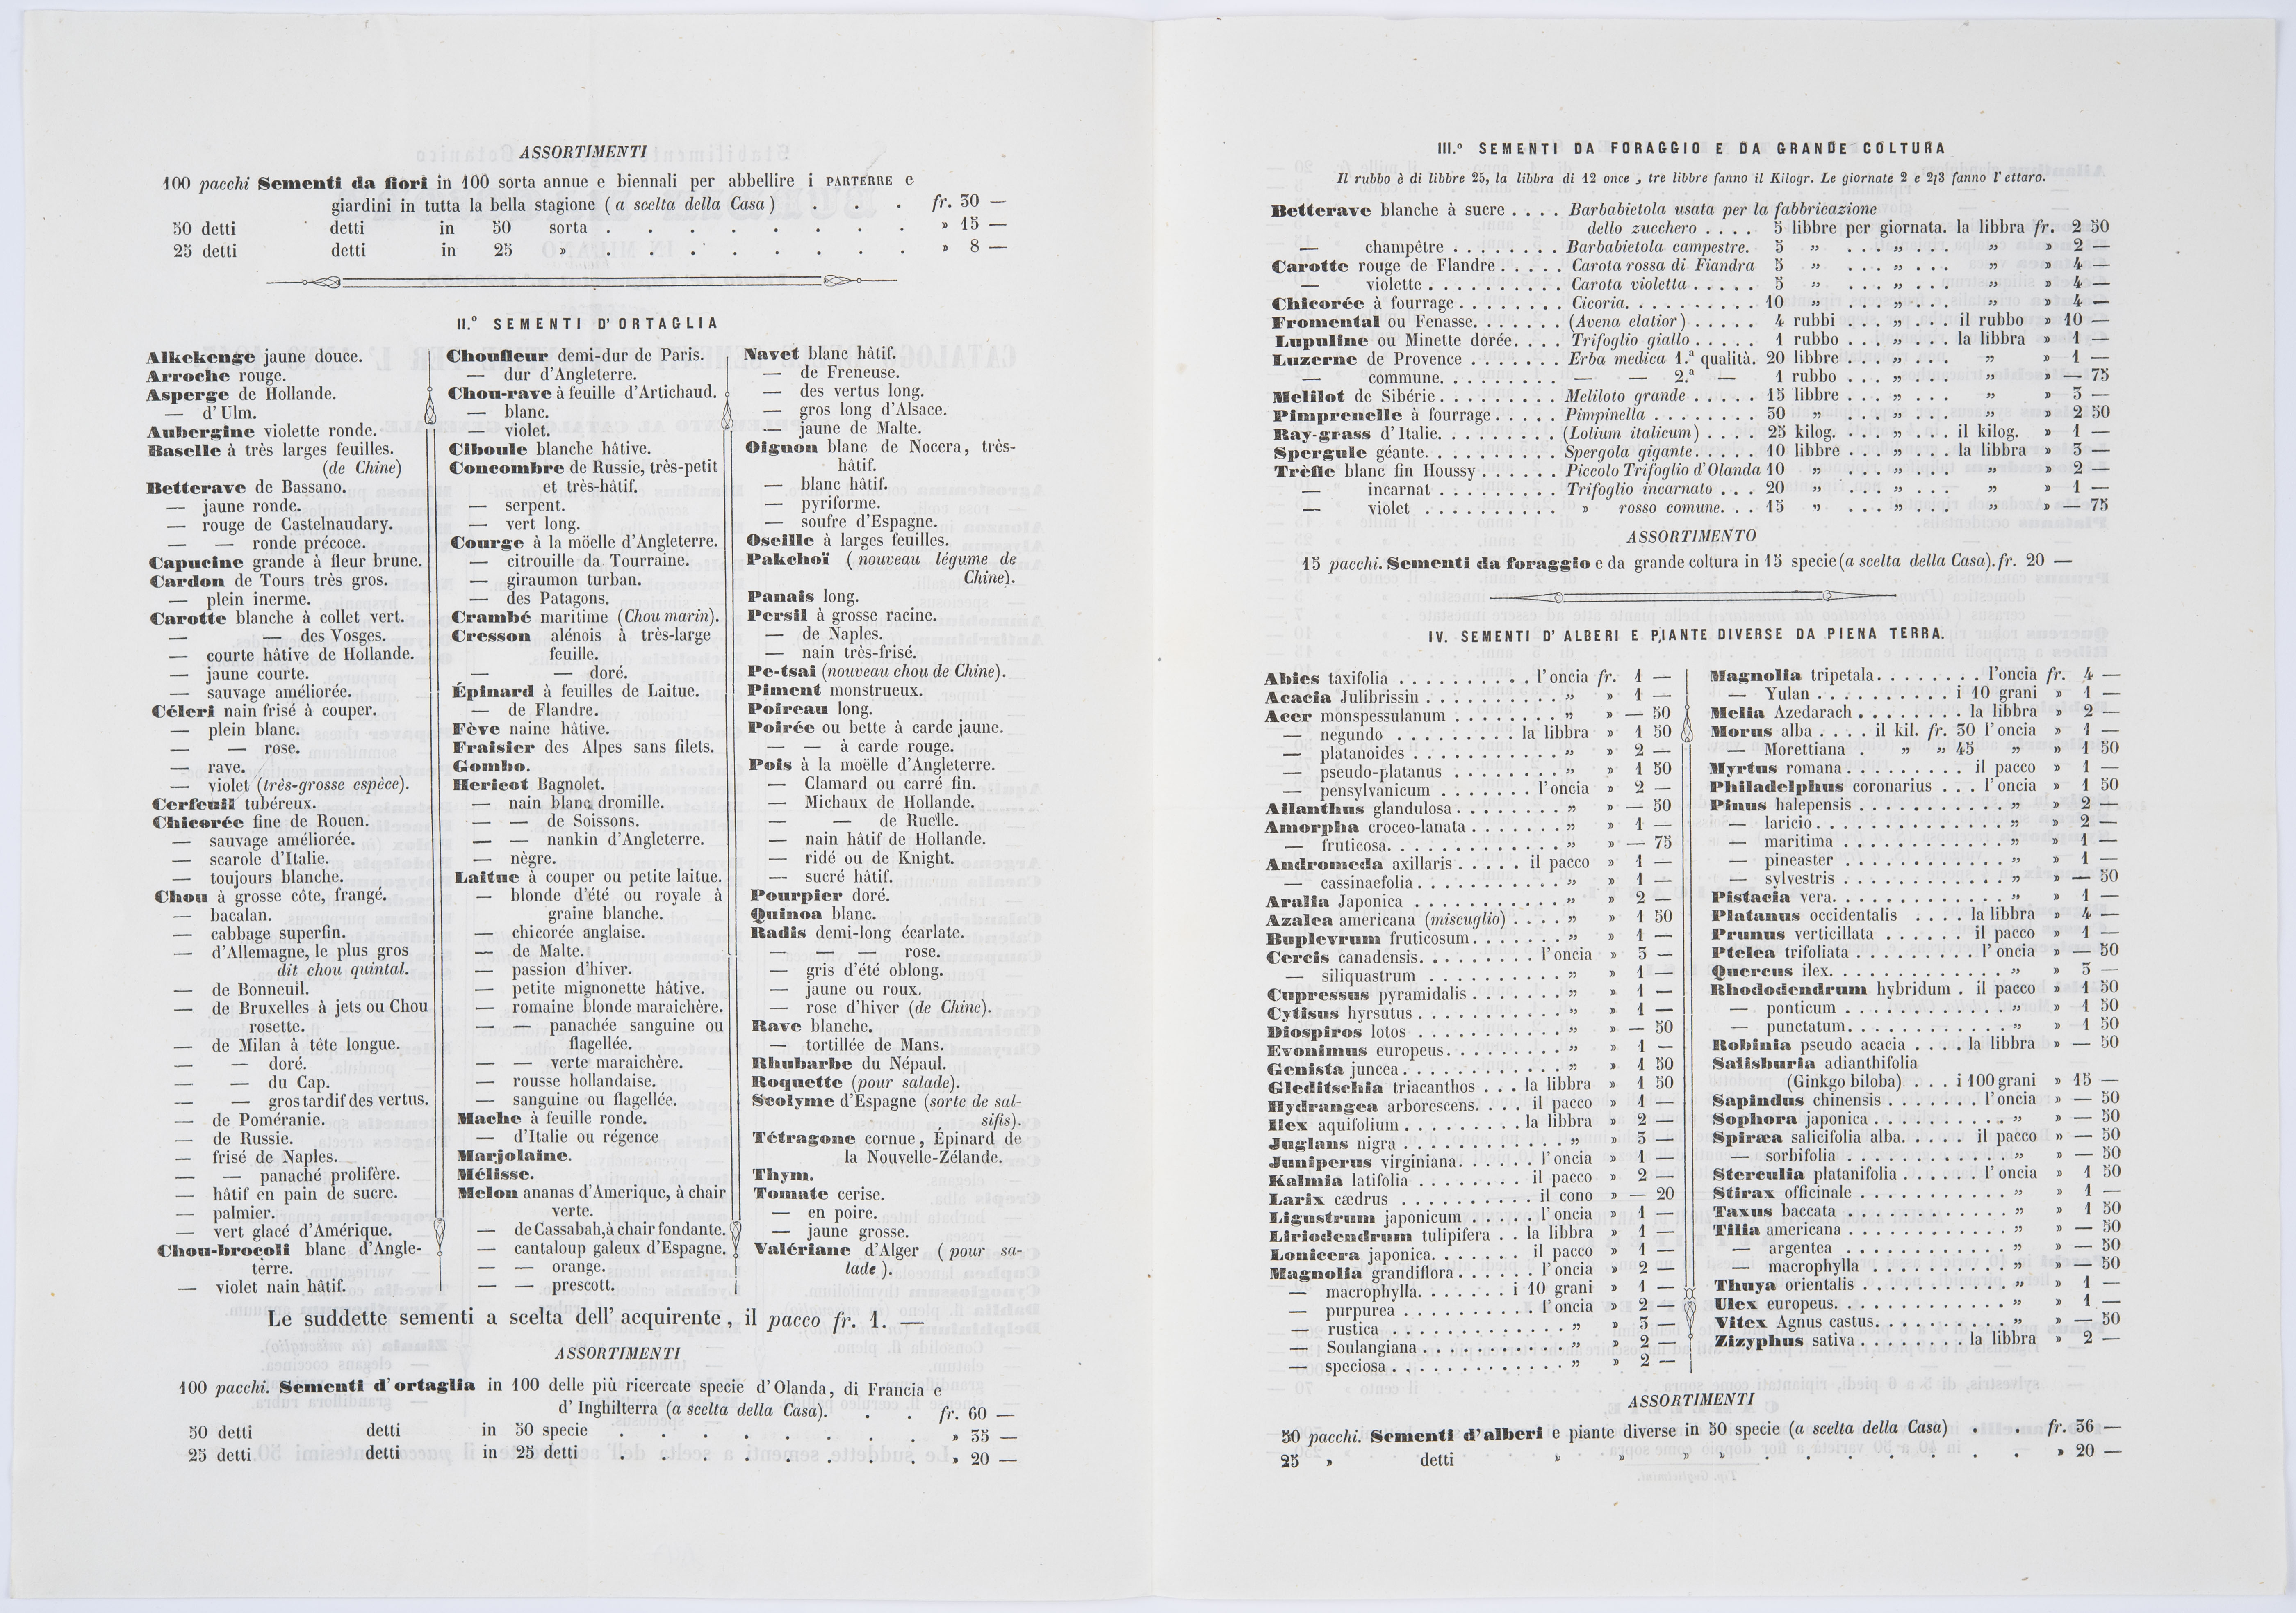 ASSORTIMENTI
100 pacchi Sementi da fiori in 100 sorta annue e biennali per abbellire i PARTERRE e
giardini in tutta la bella stagione (a scelta della Casa) . . . fr. 30 —
50 detti detti in 50 sorta . . . . . . . . » 15 —
25 detti detti in 25 » . . . . . . . . » 8 —
II.° SEMENTI D'ORTAGLIA
Alkekenge jaune douce.
Arroche rouge.
Asperge de Hollande.
— d'Ulm.
Aubergine violette ronde.
Baselle à très larges feuilles.
(de Chine)
Betterave de Bassano.
— jaune ronde.
— rouge de Castelnaudary.
— — ronde précoce.
Capucine grande à fleur brune.
Cardon de Tours très gros.
— plein inerme.
Carotte blanche à collet vert.
— — des Vosges.
— courte hâtive de Hollande.
— jaune courte.
— sauvage améliorée.
Céleri nain frisé à couper.
— plein blanc.
— — rose.
— rave.
— violet (très-grosse espèce).
Cerfeuil tubéreux.
Chicorée fine de Rouen.
— sauvage améliorée.
— scarole d'Italie.
— toujours blanche.
Chou à grosse côte, frangé.
— bacalan.
— cabbage superfin.
— d'Allemagne, le plus gros
dit chou quintal.
— de Bonneuil.
— de Bruxelles à jets ou Chou
rosette.
— de Milan à tête longue.
— — doré.
— — du Cap.
— — gros tardif des vertus.
— de Poméranie.
— de Russie.
— frisé de Naples.
— — panaché prolifère.
— hâtif en pain de sucre.
— palmier.
— vert glacé d'Amérique.
Chou-brocoli blanc d'Angle-
terre.
— violet nain hâtif.
Choufleur demi-dur de Paris.
— dur d'Angleterre.
Chou-rave à feuille d'Artichaud.
— blanc.
— violet.
Ciboule blanche hâtive.
Concombre de Russie, très-petit
et très-hâtif.
— serpent.
— vert long.
Courge à la möelle d'Angleterre.
— citrouille da Tourraine.
— giraumon turban.
— des Patagons.
Crambé maritime (Chou marin).
Cresson alénois à très-large
feuille.
— — doré.
Épinard à feuilles de Laitue.
— de Flandre.
Fève naine hâtive.
Fraisier des Alpes sans filets.
Gombo.
Hericot Bagnolet.
— nain blanc dromille.
— — de Soissons.
— — nankin d'Angleterre.
— nègre.
Laitue à couper ou petite laitue.
— blonde d'été ou royale à
graine blanche.
— chicorée anglaise.
— de Malte.
— passion d'hiver.
— petite mignonette hâtive.
— romaine blonde maraichère.
— — panachée sanguine ou
flagellée.
— — verte maraichère.
— rousse hollandaise.
— sanguine ou flagellée.
Mache à feuille ronde.
— d'Italie ou régence
Marjolaine.
Mélisse.
Melon ananas d'Amerique, à chair
verte.
— de Cassabah, à chair fondante.
— cantaloup galeux d'Espagne.
— — orange.
— — prescott.
Navet blanc hâtif.
— de Freneuse.
— des vertus long.
— gros long d'Alsace.
— jaune de Malte.
Oignon blanc de Nocera, très-
hâtif.
— blanc hâtif.
— pyriforme.
— soufre d'Espagne.
Oseille à larges feuilles.
Pakchoï (nouveau légume de
Chine).
Panais long.
Persil à grosse racine.
— de Naples.
— nain très-frisé.
Pe-tsai (nouveau chou de Chine).
Piment monstrueux.
Poireau long.
Poirée ou bette à carde jaune.
— — à carde rouge.
Pois à la moëlle d'Angleterre.
— Clamard ou carré fin.
— Michaux de Hollande.
— — de Ruelle.
— nain hâtif de Hollande.
— ridé ou de Knight.
— sucré hâtif.
Pourpier doré.
Quinoa blanc.
Radis demi-long écarlate.
— — — rose.
— gris d'été oblong.
— jaune ou roux.
— rose d'hiver (de Chine).
Rave blanche.
— tortillée de Mans.
Rhubarbe du Népaul.
Roquette (pour salade).
Scolyme d'Espagne (sorte de sal-
sifis).
Tétragone cornue, Épinard de
la Nouvelle-Zélande.
Thym.
Tomate cerise.
— en poire.
— jaune grosse.
Valériane d'Alger (pour sa-
lade).
Le suddette sementi a scelta dell' acquirente, il pacco fr. 1. —
ASSORTIMENTI
100 pacchi. Sementi d'ortaglia in 100 delle più ricercate specie d'Olanda, di Francia e
d'Inghilterra (a scelta della Casa). . . fr. 60 —
50 detti detti in 50 specie . . . . . . . . » 35 —
25 detti detti in 25 detti . . . . . . . . » 20 —
III.° SEMENTI DA FORAGGIO E DA GRANDE COLTURA
Il rubbo è di libbre 25, la libbra di 12 once, tre libbre fanno il Kilogr. Le giornate 2 e 2/3 fanno l'ettaro.
Betterave blanche à sucre . . . . Barbabietola usata per la fabbricazione
dello zucchero . . . . 5 libbre per giornata. la libbra fr. 2 50
— champétre . . . . . . . . Barbabietola campestre. 5 „ . . . „ . . . „ » 2 —
Carotte rouge de Flandre . . . . . Carota rossa di Fiandra 5 „ . . . „ . . . „ » 4 —
— violette . . . . . . . . . . Carota violetta . . . . . 5 „ . . . „ . . . „ » 4 —
Chicorée à fourrage . . . . . . . . Cicoria. . . . . . . . . . 10 „ . . . „ . . . „ » 4 —
Fromental ou Fenasse. . . . . . . (Avena elatior) . . . . . 4 rubbi . . . „ . . . il rubbo » 10 —
Lupuline ou Minette dorée. . . . Trifoglio giallo . . . . . 1 rubbo . . . „ . . . la libbra » 1 —
Luzerne de Provence . . . . . . . Erba medica 1.ª qualità. 20 libbre . . . „ . . . „ » 1 —
— commune. . . . . . . . . — — 2.ª — 1 rubbo . . . „ . . . „ » — 75
Melilot de Sibérie. . . . . . . . . . Meliloto grande . . . . . 15 libbre . . . „ . . . „ » 3 —
Pimprenelle à fourrage . . . . . Pimpinella . . . . . . . . 30 „ . . . „ . . . „ » 2 50
Ray-grass d'Italie. . . . . . . . . (Lolium italicum) . . . . 25 kilog. . . . „ . . . il kilog. » 1 —
Spergule géante. . . . . . . . . . Spergola gigante. . . . . 10 libbre . . . „ . . . la libbra » 3 —
Trèfle blanc fin Houssy . . . . . . Piccolo Trifoglio d'Olanda 10 „ . . . „ . . . „ » 2 —
— incarnat . . . . . . . . . Trifoglio incarnato . . . 20 „ . . . „ . . . „ » 1 —
— violet . . . . . . . . . . » rosso comune. . . 15 „ . . . „ . . . „ » — 75
ASSORTIMENTO
15 pacchi. Sementi da foraggio e da grande coltura in 15 specie (a scelta della Casa). fr. 20 —
IV. SEMENTI D' ALBERI E PIANTE DIVERSE DA PIENA TERRA.
Abies taxifolia . . . . . . . . . . l'oncia fr. 1 —
Acacia Julibrissin . . . . . . . . . . „ » 1 —
Acer monspessulanum . . . . . . . . „ » — 50
— negundo . . . . . . . . . la libbra » 1 50
— platanoides . . . . . . . . . . „ » 2 —
— pseudo-platanus . . . . . . . „ » 1 50
— pensylvanicum . . . . . . . l'oncia » 2 —
Ailanthus glandulosa . . . . . . . . „ » — 50
Amorpha croceo-lanata . . . . . . . „ » 1 —
— fruticosa. . . . . . . . . . . . . „ » — 75
Andromeda axillaris . . . . . il pacco » 1 —
— cassinaefolia . . . . . . . . . . . „ » 1 —
Aralia Japonica . . . . . . . . . . . „ » 2 —
Azalea americana (miscuglio) . . . . „ » 1 50
Buplevrum fruticosum . . . . . . . . „ » 1 —
Cercis canadensis. . . . . . . . . l'oncia » 3 —
— siliquastrum . . . . . . . . . . „ » 1 —
Cupressus pyramidalis . . . . . . . „ » 1 —
Cytisus hyrsutus . . . . . . . . . . . „ » 1 —
Diospiros lotos . . . . . . . . . . . „ » — 50
Evonimus europeus. . . . . . . . . . „ » 1 —
Genista juncea. . . . . . . . . . . . „ » 1 50
Gleditschia triacanthos . . . la libbra » 1 50
Hydrangea arborescens. . . . il pacco » 1 —
Ilex aquifolium . . . . . . . . . la libbra » 2 —
Juglans nigra . . . . . . . . . . . . „ » 3 —
Juniperus virginiana. . . . . . . l'oncia » 1 —
Kalmia latifolia . . . . . . . . . il pacco » 2 —
Larix cædrus . . . . . . . . . . il cono » — 20
Ligustrum japonicum . . . . . l'oncia » 1 —
Liriodendrum tulipifera . . la libbra » 1 —
Lonicera japonica. . . . . . . il pacco » 1 —
Magnolia grandiflora . . . . . . l'oncia » 2 —
— macrophylla. . . . . . . i 10 grani » 1 —
— purpurea . . . . . . . . . . l'oncia » 2 —
— rustica . . . . . . . . . . . . . „ » 3 —
— Soulangiana . . . . . . . . . . . „ » 2 —
— speciosa . . . . . . . . . . . . . „ » 2 —
Magnolia tripetala. . . . . . . . l'oncia fr. 4 —
— Yulan . . . . . . . . . . i 10 grani » 1 —
Melia Azedarach . . . . . . . . la libbra » 2 —
Morus alba . . . . il kil. fr. 30 l'oncia » 1 —
— Morettiana „ „ 45 „ » 1 50
Myrtus romana . . . . . . . . . il pacco » 1 —
Philadelphus coronarius . . . l'oncia » 1 50
Pinus halepensis . . . . . . . . . . . „ » 2 —
— laricio . . . . . . . . . . . . . . „ » 2 —
— maritima . . . . . . . . . . . . „ » 1 —
— pineaster . . . . . . . . . . . . „ » 1 —
— sylvestris . . . . . . . . . . . . „ » — 50
Pistacia vera. . . . . . . . . . . . . „ » 1 —
Platanus occidentalis . . . . la libbra » 4 —
Prunus verticillata . . . . . . il pacco » 1 —
Ptelea trifoliata . . . . . . . . . l'oncia » — 50
Quercus ilex. . . . . . . . . . . . . „ » 3 —
Rhododendrum hybridum . il pacco » 1 50
— ponticum . . . . . . . . . . . . „ » 1 50
— punctatum. . . . . . . . . . . . „ » 1 50
Robinia pseudo acacia . . . . la libbra » — 50
Salisburia adianthifolia
(Ginkgo biloba) . . . i 100 grani » 15 —
Sapindus chinensis . . . . . . . l'oncia » — 50
Sophora japonica . . . . . . . . . . „ » — 50
Spiræa salicifolia alba. . . . . il pacco » — 50
— sorbifolia . . . . . . . . . . . . „ » — 50
Sterculia platanifolia . . . . . . l'oncia » 1 50
Stirax officinale . . . . . . . . . . . „ » 1 —
Taxus baccata . . . . . . . . . . . . „ » 1 50
Tilia americana . . . . . . . . . . . . „ » — 50
— argentea . . . . . . . . . . . . „ » — 50
— macrophylla . . . . . . . . . . „ » — 50
Thuya orientalis . . . . . . . . . . . „ » 1 —
Ulex europeus. . . . . . . . . . . . „ » 1 —
Vitex Agnus castus. . . . . . . . . . „ » — 50
Zizyphus sativa . . . . . . . . la libbra » 2 —
ASSORTIMENTI
50 pacchi. Sementi d'alberi e piante diverse in 50 specie (a scelta della Casa) . . fr. 36 —
25 » detti » » » » . . . . . . . . » 20 —